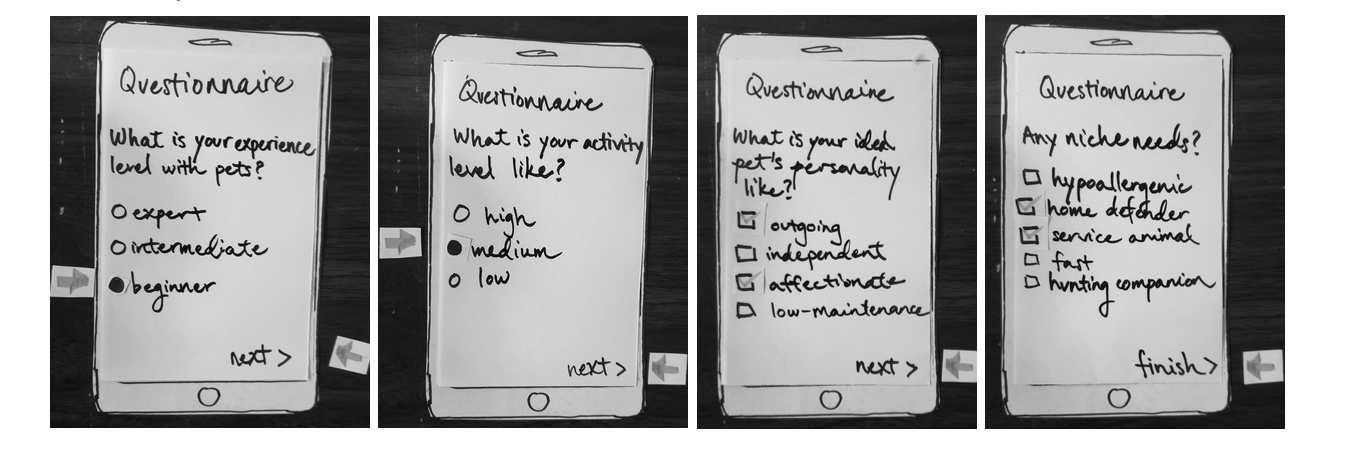 Questionnaire
What is your experience
level with pets?
expert
intermediate
beginner
next >
Questionnaire
What is your activity
level like?
high
medium
low
next >
Questionnaire
What is your ideal
pet's personality
like?
outgoing
independent
affectionate
low-maintenance
next >
Questionnaire
Any niche needs?
hypoallergenic
home defender
service animal
fast
hunting companion
finish >